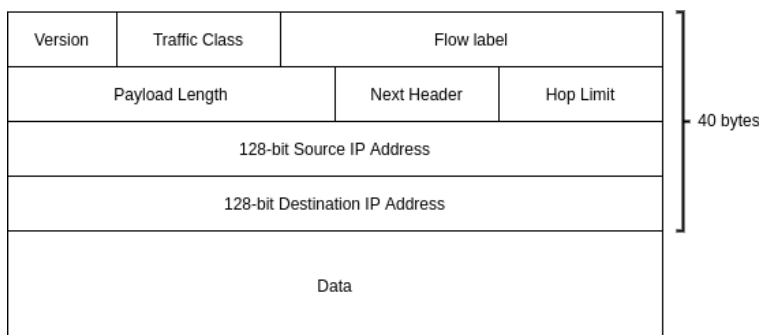 Version
Traffic Class
Flow label
Payload Length
Next Header
Hop Limit
40 bytes
128-bit Source IP Address
128-bit Destination IP Address
Data